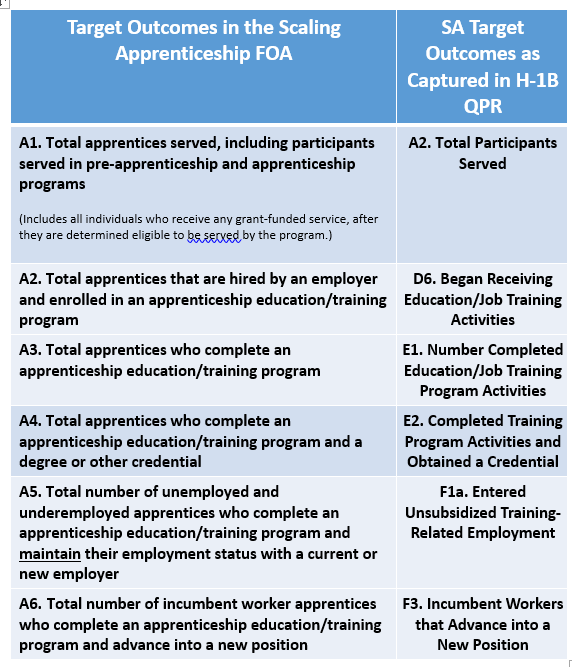 Target Outcomes in the Scaling
Apprenticeship FOA
SA Target
Outcomes as
Captured in H-1B
QPR
A1. Total apprentices served, including participants
served in pre-apprenticeship and apprenticeship
programs
(Includes all individuals who receive any grant-funded service, after
they are determined eligible to be served by the program.)
A2. Total Participants
Served
A2. Total apprentices that are hired by an employer
and enrolled in an apprenticeship education/training
program
D6. Began Receiving
Education/Job Training
Activities
A3. Total apprentices who complete an
apprenticeship education/training program
E1. Number Completed
Education/Job Training
Program Activities
A4. Total apprentices who complete an
apprenticeship education/training program and a
degree or other credential
E2. Completed Training
Program Activities and
Obtained a Credential
A5. Total number of unemployed and
underemployed apprentices who complete an
apprenticeship education/training program and
maintain their employment status with a current or
new employer
F1a. Entered
Unsubsidized Training-
Related Employment
A6. Total number of incumbent worker apprentices
who complete an apprenticeship education/training
program and advance into a new position
F3. Incumbent Workers
that Advance into a
New Position